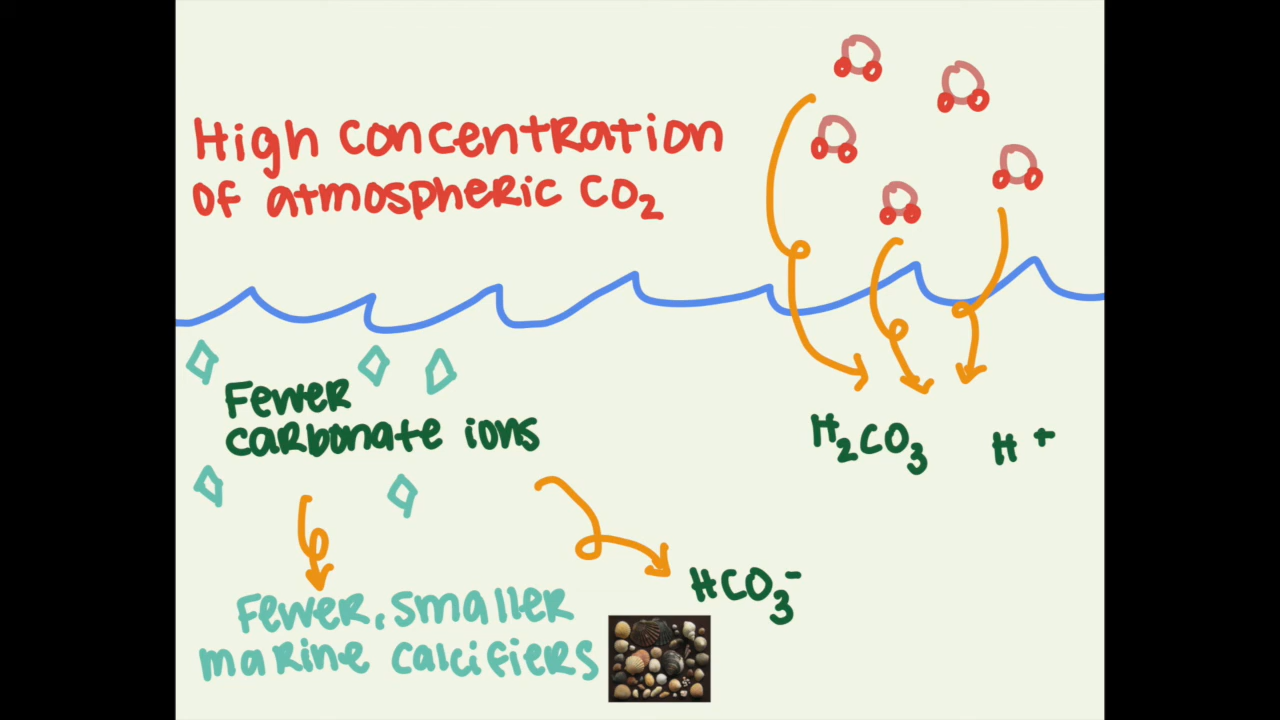 High concentration
of atmospheric CO₂
Fewer
carbonate ions
H₂CO₃ H⁺
HCO₃⁻
Fewer, smaller
marine calcifiers